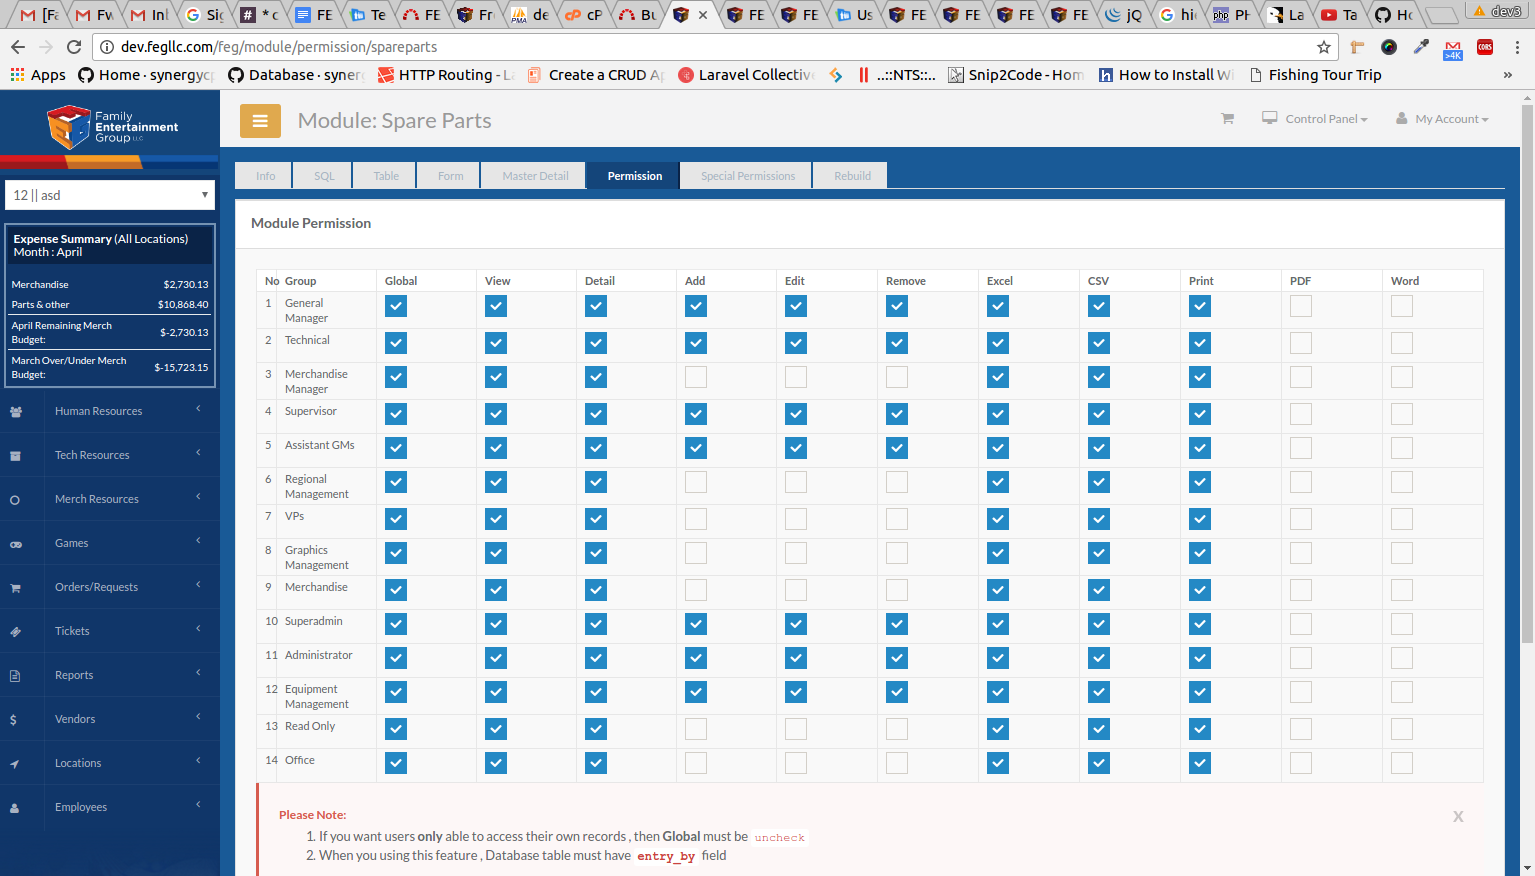 [Fa
Fw
Inb
Sig
* c
FE
Te
FE
Fro
de
cP
Bu
FE
FE
Us
FE
FE
FE
FE
jQ
hi
PH
La
Ta
Ho
dev3
dev.fegllc.com/feg/module/permission/spareparts
>4K
CORS
Apps
Home · synergycp
Database · syner
HTTP Routing - La
Create a CRUD Ap
Laravel Collective
..::NTS::..
Snip2Code - Hom
How to Install Wi
Fishing Tour Trip
»
Family
Entertainment
Group LLC
Module: Spare Parts
Control Panel
My Account
12 || asd
Info
SQL
Table
Form
Master Detail
Permission
Special Permissions
Rebuild
Expense Summary (All Locations)
Month : April
Merchandise $2,730.13
Parts & other $10,868.40
April Remaining Merch
Budget: $-2,730.13
March Over/Under Merch
Budget: $-15,723.15
Human Resources
Tech Resources
Merch Resources
Games
Orders/Requests
Tickets
Reports
Vendors
Locations
Employees
Module Permission
No Group Global View Detail Add Edit Remove Excel CSV Print PDF Word
1 General
Manager
2 Technical
3 Merchandise
Manager
4 Supervisor
5 Assistant GMs
6 Regional
Management
7 VPs
8 Graphics
Management
9 Merchandise
10 Superadmin
11 Administrator
12 Equipment
Management
13 Read Only
14 Office
Please Note:
X
1. If you want users only able to access their own records , then Global must be uncheck
2. When you using this feature , Database table must have entry_by field